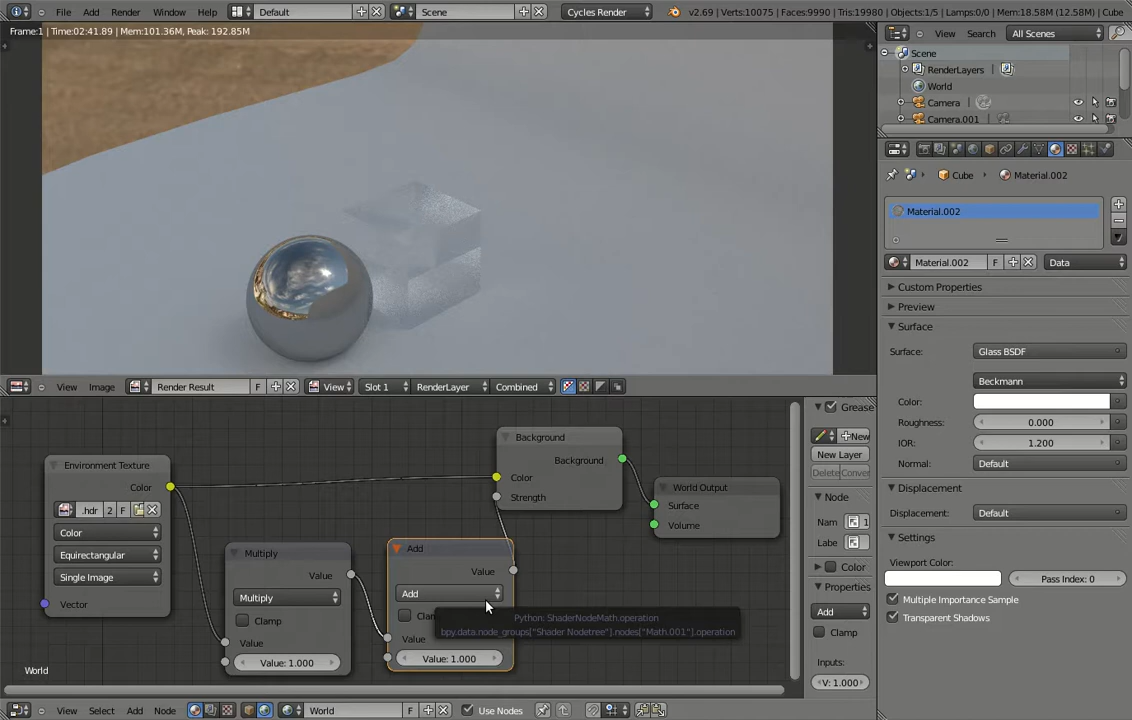 File Add Render Window Help Default Scene Cycles Render v2.69 | Verts:10075 | Faces:9990 | Tris:19980 | Objects:1/5 | Lamps:0/0 | Mem:18.58M (12.58M) | Cube
Frame:1 | Time:02:41.89 | Mem:101.36M, Peak: 192.85M
View Search All Scenes
Scene
RenderLayers
World
Camera
Camera.001
Cube Material.002
Material.002
Material.002 F Data
Custom Properties
Preview
Surface
Surface: Glass BSDF
Beckmann
Color:
Roughness: 0.000
IOR: 1.200
Normal: Default
Displacement
Displacement: Default
Settings
Viewport Color:
Pass Index: 0
Multiple Importance Sample
Transparent Shadows
View Image Render Result F View Slot 1 RenderLayer Combined
Environment Texture
Color
.hdr 2 F
Color
Equirectangular
Single Image
Vector
Multiply
Value
Multiply
Clamp
Value
Value: 1.000
Add
Value
Add
Clam
Value
Value: 1.000
Python: ShaderNodeMath.operation
bpy.data.node_groups["Shader Nodetree"].nodes["Math.001"].operation
Background
Background
Color
Strength
World Output
Surface
Volume
Grease
New
New Layer
Delete Conver
Node
Nam 1
Labe
Color
Properties
Add
Clamp
Inputs:
V: 1.000
World
View Select Add Node World F Use Nodes